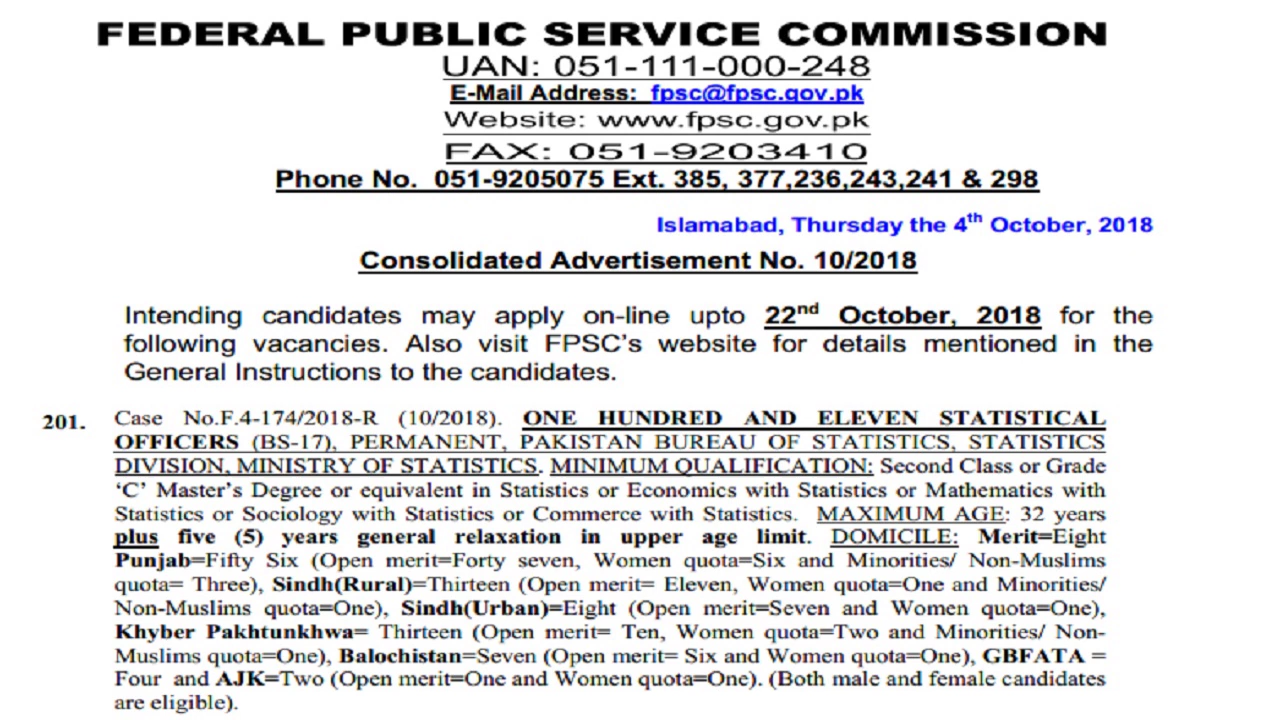 FEDERAL PUBLIC SERVICE COMMISSION
UAN: 051-111-000-248
E-Mail Address: fpsc@fpsc.gov.pk
Website: www.fpsc.gov.pk
FAX: 051-9203410
Phone No. 051-9205075 Ext. 385, 377,236,243,241 & 298
Islamabad, Thursday the 4th October, 2018
Consolidated Advertisement No. 10/2018
Intending candidates may apply on-line upto 22nd October, 2018 for the
following vacancies. Also visit FPSC's website for details mentioned in the
General Instructions to the candidates.
201. Case No.F.4-174/2018-R (10/2018). ONE HUNDRED AND ELEVEN STATISTICAL
OFFICERS (BS-17), PERMANENT, PAKISTAN BUREAU OF STATISTICS, STATISTICS
DIVISION, MINISTRY OF STATISTICS. MINIMUM QUALIFICATION: Second Class or Grade
‘C’ Master’s Degree or equivalent in Statistics or Economics with Statistics or Mathematics with
Statistics or Sociology with Statistics or Commerce with Statistics. MAXIMUM AGE: 32 years
plus five (5) years general relaxation in upper age limit. DOMICILE: Merit=Eight
Punjab=Fifty Six (Open merit=Forty seven, Women quota=Six and Minorities/ Non-Muslims
quota= Three), Sindh(Rural)=Thirteen (Open merit= Eleven, Women quota=One and Minorities/
Non-Muslims quota=One), Sindh(Urban)=Eight (Open merit=Seven and Women quota=One),
Khyber Pakhtunkhwa= Thirteen (Open merit= Ten, Women quota=Two and Minorities/ Non-
Muslims quota=One), Balochistan=Seven (Open merit= Six and Women quota=One), GBFATA =
Four and AJK=Two (Open merit=One and Women quota=One). (Both male and female candidates
are eligible).